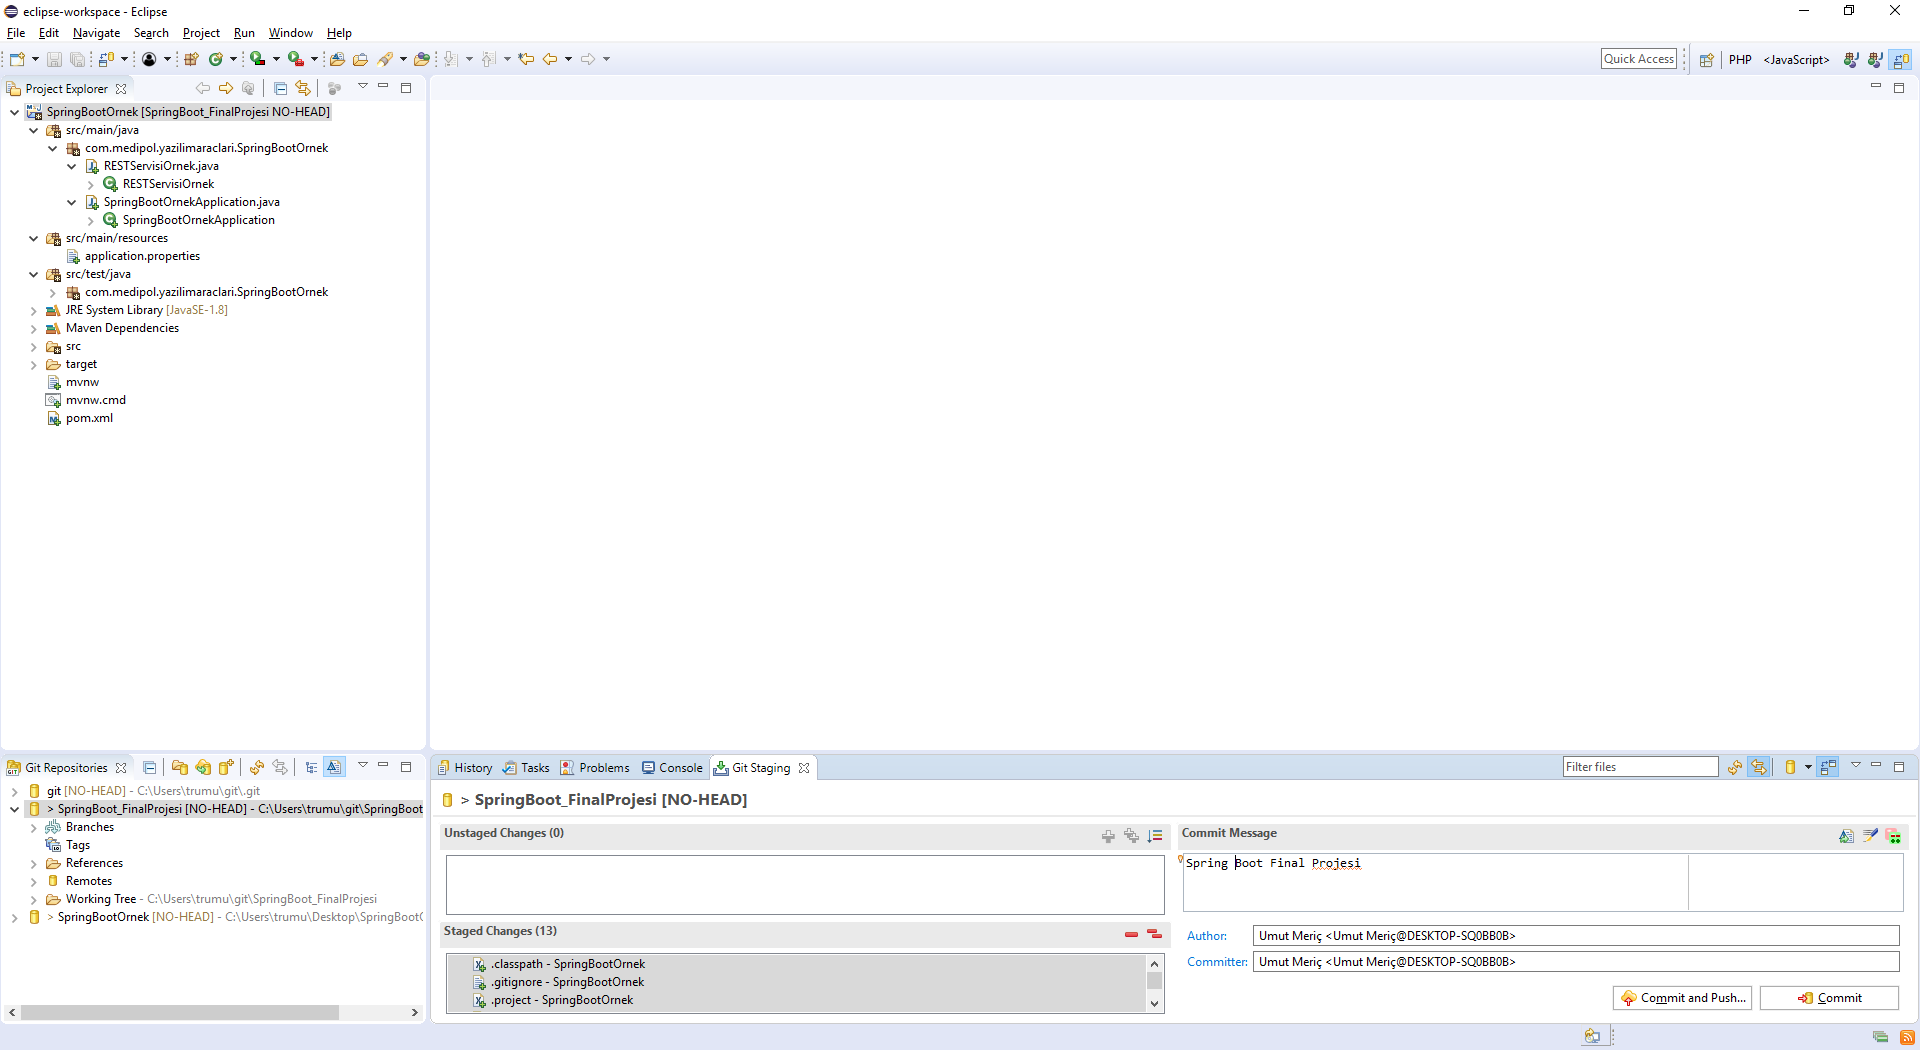 eclipse-workspace - Eclipse
File Edit Navigate Search Project Run Window Help
Quick Access PHP <JavaScript>
Project Explorer
SpringBootOrnek [SpringBoot_FinalProjesi NO-HEAD]
src/main/java
com.medipol.yazilimaraclari.SpringBootOrnek
RESTServisiOrnek.java
RESTServisiOrnek
SpringBootOrnekApplication.java
SpringBootOrnekApplication
src/main/resources
application.properties
src/test/java
com.medipol.yazilimaraclari.SpringBootOrnek
JRE System Library [JavaSE-1.8]
Maven Dependencies
src
target
mvnw
mvnw.cmd
pom.xml
Git Repositories
git [NO-HEAD] - C:\Users\trumu\git\.git
> SpringBoot_FinalProjesi [NO-HEAD] - C:\Users\trumu\git\SpringBoot
Branches
Tags
References
Remotes
Working Tree - C:\Users\trumu\git\SpringBoot_FinalProjesi
> SpringBootOrnek [NO-HEAD] - C:\Users\trumu\Desktop\SpringBoot
History Tasks Problems Console Git Staging
Filter files
> SpringBoot_FinalProjesi [NO-HEAD]
Unstaged Changes (0)
Staged Changes (13)
.classpath - SpringBootOrnek
.gitignore - SpringBootOrnek
.project - SpringBootOrnek
Commit Message
Spring Boot Final Projesi
Author: Umut Meriç <Umut Meriç@DESKTOP-SQ0BB0B>
Committer: Umut Meriç <Umut Meriç@DESKTOP-SQ0BB0B>
Commit and Push... Commit